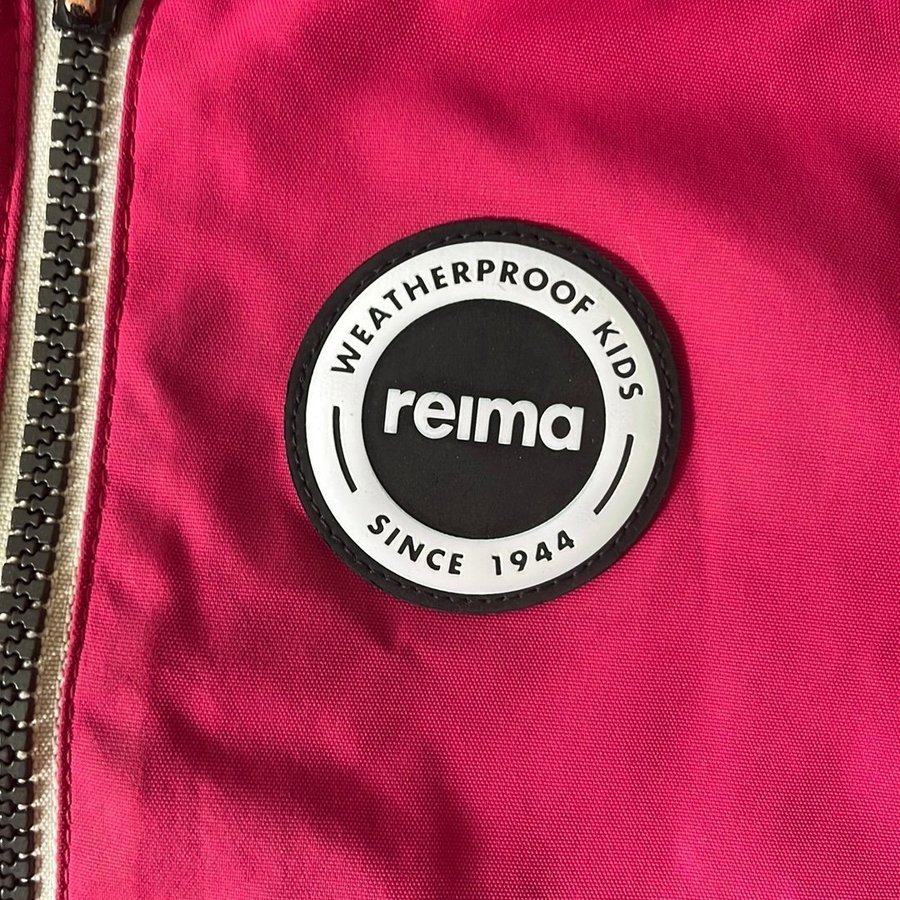 WEATHERPROOF KIDS
reima
SINCE 1944